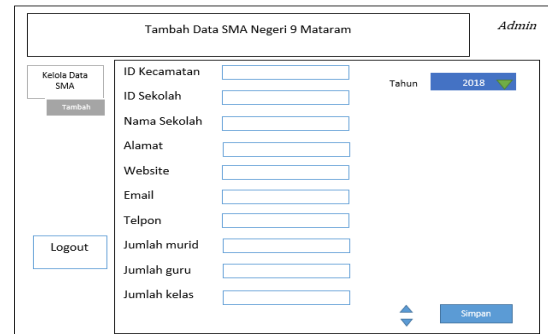 Tambah Data SMA Negeri 9 Mataram
Admin
Kelola Data
SMA
Tambah
Logout
ID Kecamatan
ID Sekolah
Nama Sekolah
Alamat
Website
Email
Telpon
Jumlah murid
Jumlah guru
Jumlah kelas
Tahun
2018
Simpan